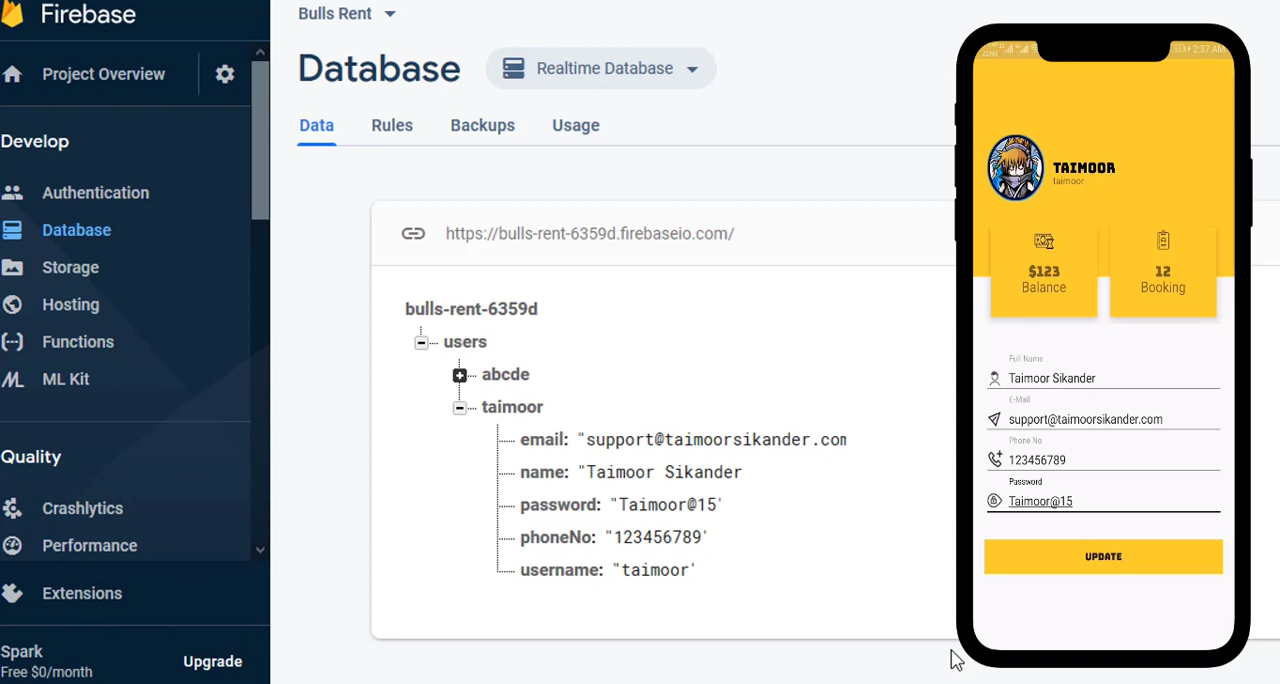 Firebase
Project Overview
Develop
Authentication
Database
Storage
Hosting
Functions
ML Kit
Quality
Crashlytics
Performance
Extensions
Spark
Free $0/month
Upgrade
Bulls Rent
Database
Realtime Database
Data Rules Backups Usage
https://bulls-rent-6359d.firebaseio.com/
bulls-rent-6359d
users
abcde
taimoor
email: "support@taimoorsikander.com
name: "Taimoor Sikander
password: "Taimoor@15"
phoneNo: "123456789"
username: "taimoor"
2:37 AM
TAIMOOR
taimoor
$123
Balance
12
Booking
Full Name
Taimoor Sikander
E-Mail
support@taimoorsikander.com
Phone No
123456789
Password
Taimoor@15
UPDATE